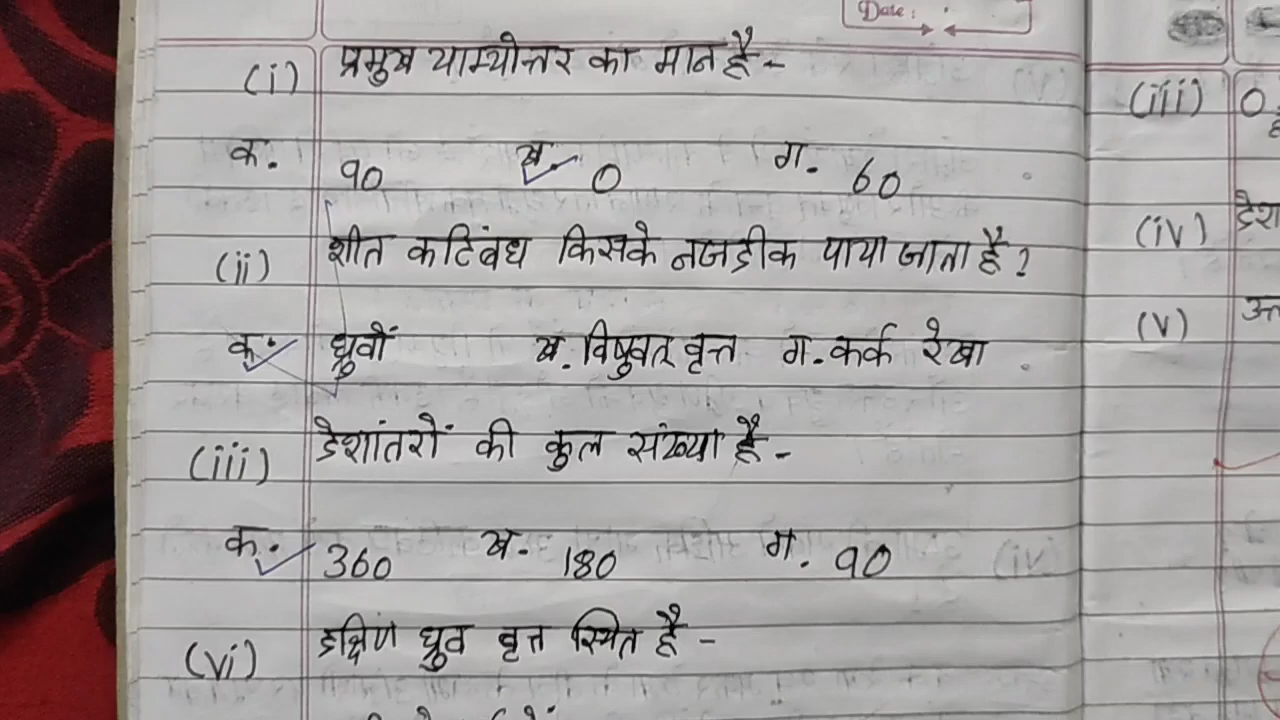 Date :
(i) प्रमुख याम्योत्तर का मान है -
क. 90 ख. 0 ग. 60
(ii) शीत कटिबंध किसके नजदीक पाया जाता है ?
क. ध्रुवों ख. विषुवत वृत्त ग. कर्क रेखा
(iii) देशांतरों की कुल संख्या है -
क. 360 ख. 180 ग. 90
(vi) दक्षिण ध्रुव वृत्त स्थित है -
(iii) 0
(iv)
(v)